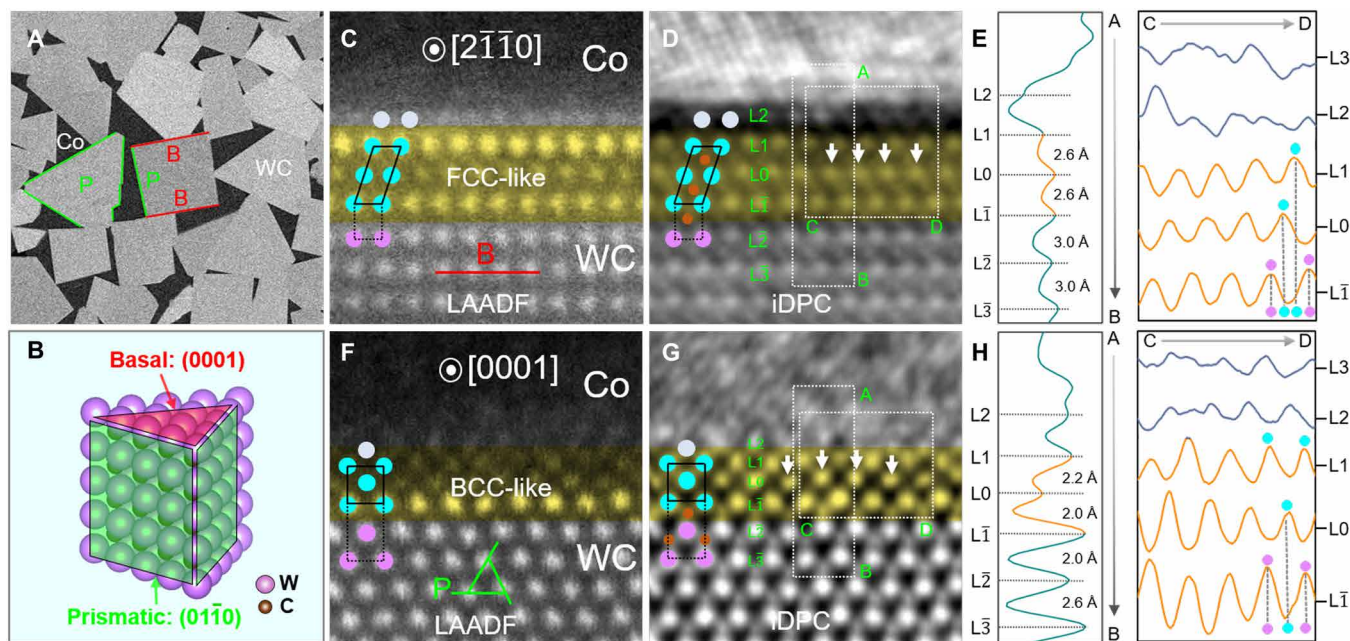 A
Co
P
P
B
B
WC
B
Basal: (0001)
W
C
Prismatic: (011̄0)
C
⊙[21̄1̄0]
Co
FCC-like
B
WC
LAADF
D
A
L2
L1
L0
L1̄
L2̄
L3̄
C
D
B
iDPC
E
A
L2
L1
2.6 Å
L0
2.6 Å
L1̄
3.0 Å
L2̄
3.0 Å
L3̄
B
C D
L3
L2
L1
L0
L1̄
F
⊙[0001]
Co
BCC-like
WC
P
LAADF
G
A
L2
L1
L0
L1̄
L2̄
L3̄
C
D
B
iDPC
H
A
L2
L1
2.2 Å
L0
2.0 Å
L1̄
2.0 Å
L2̄
2.6 Å
L3̄
B
C D
L3
L2
L1
L0
L1̄